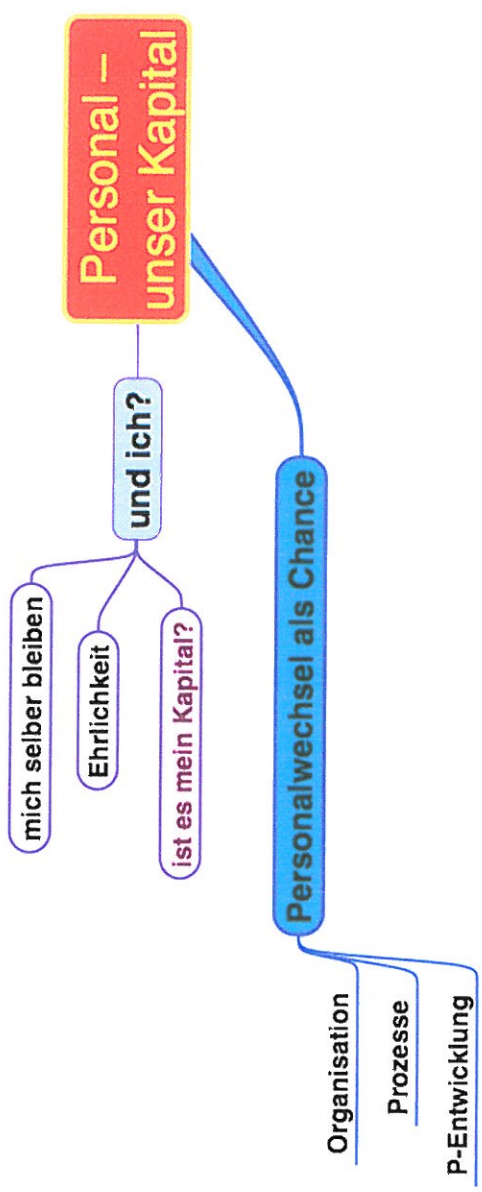 Personal –
unser Kapital
und ich?
mich selber bleiben
Ehrlichkeit
ist es mein Kapital?
Personalwechsel als Chance
Organisation
Prozesse
P-Entwicklung